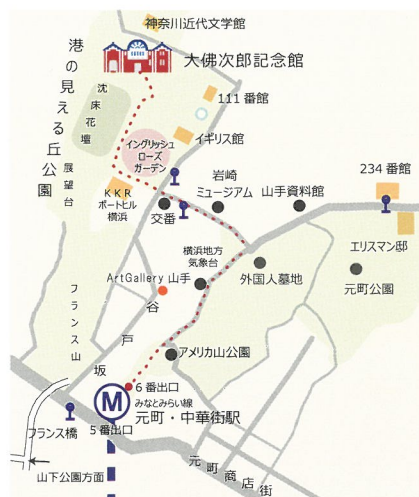 神奈川近代文学館
大佛次郎記念館
港の見える丘公園
沈床花壇
展望台
111番館
イギリス館
イングリッシュ
ローズ
ガーデン
KKR
ポートヒル
横浜
交番
岩崎
ミュージアム
山手資料館
234番館
エリスマン邸
元町公園
外国人墓地
横浜地方
気象台
ArtGallery 山手
フランス山
谷戸坂
アメリカ山公園
6番出口
みなとみらい線
M
元町・中華街駅
5番出口
フランス橋
山下公園方面
元町商店街